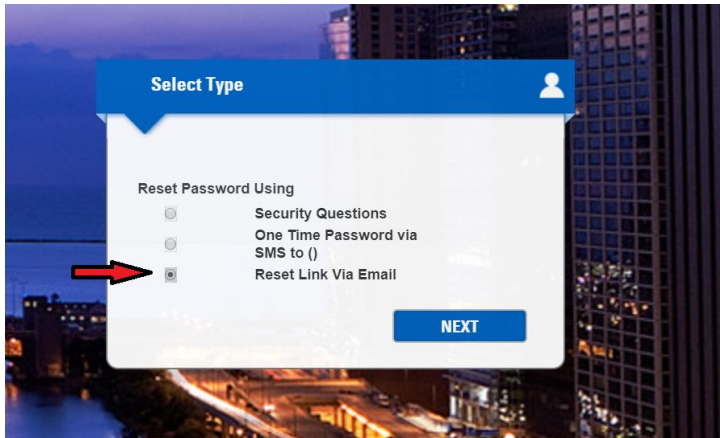 Select Type
Reset Password Using
Security Questions
One Time Password via
SMS to ()
Reset Link Via Email
NEXT